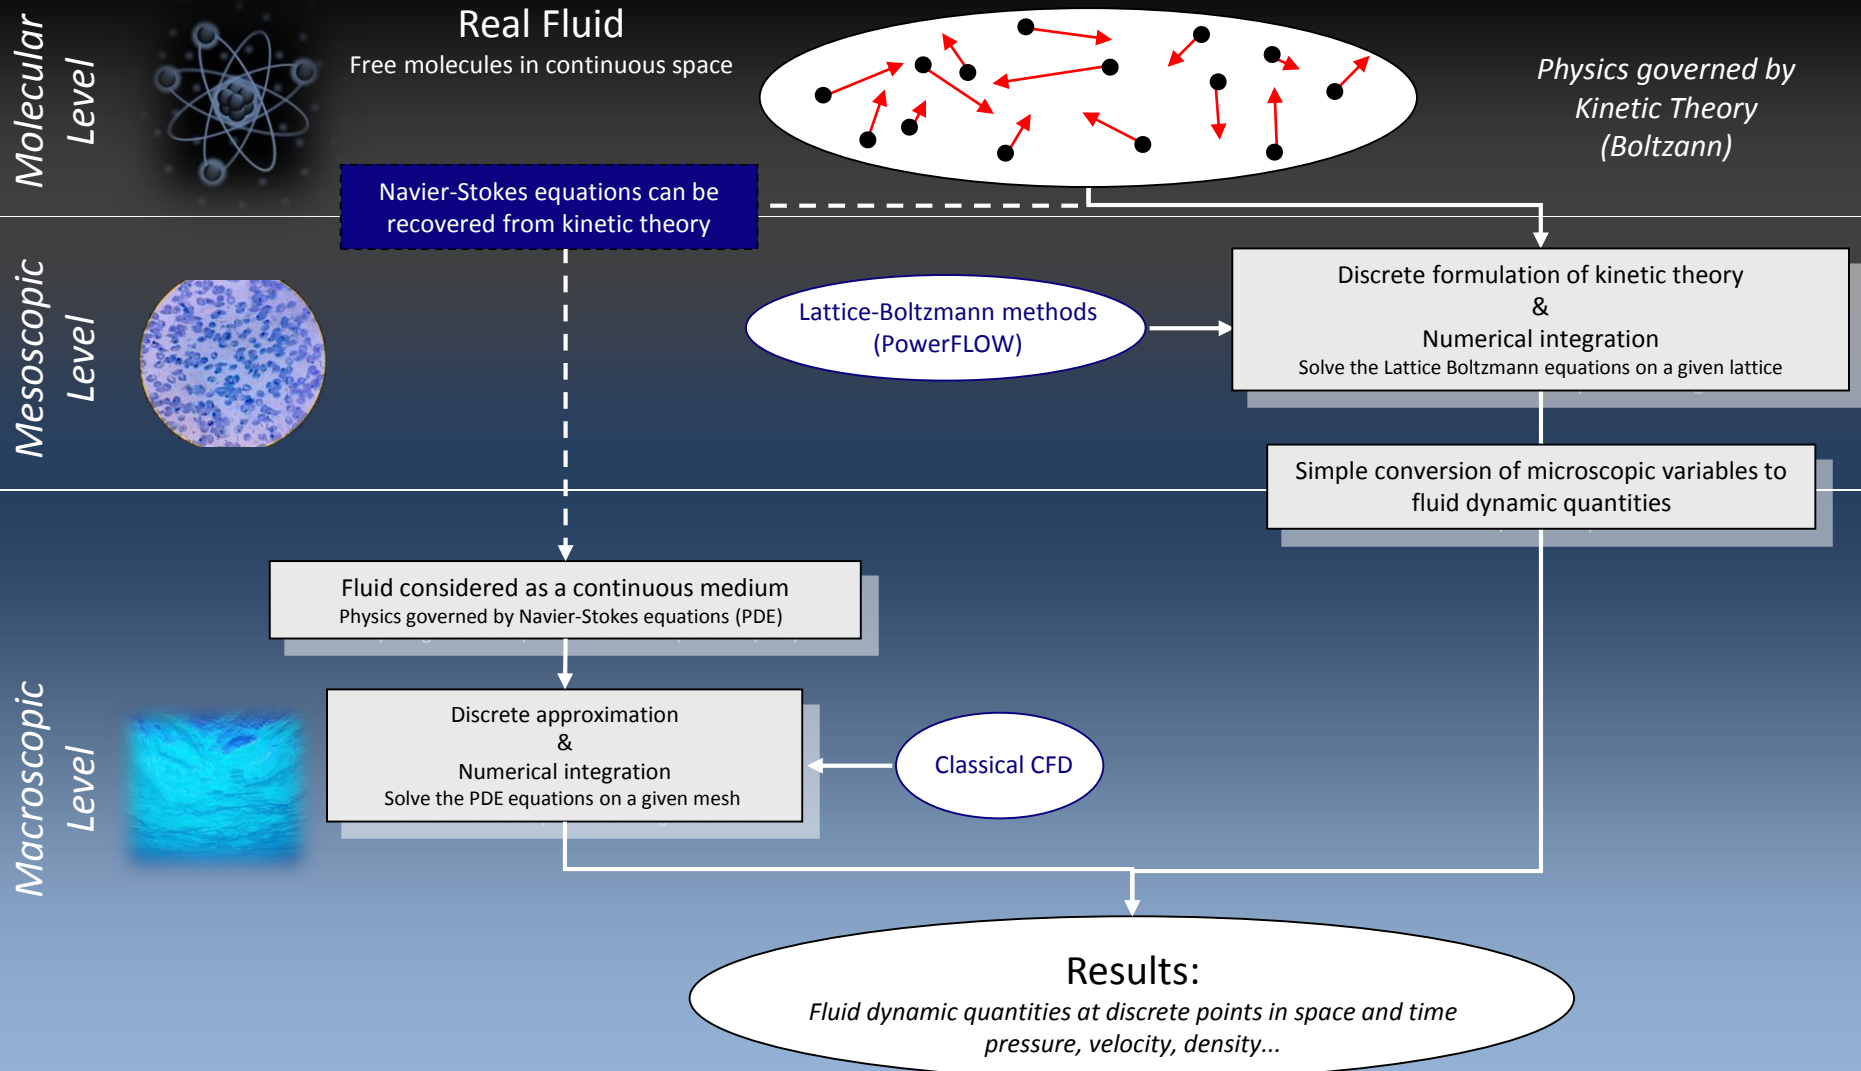 Molecular
Level
Real Fluid
Free molecules in continuous space
Physics governed by
Kinetic Theory
(Boltzann)
Navier-Stokes equations can be
recovered from kinetic theory
Mesoscopic
Level
Lattice-Boltzmann methods
(PowerFLOW)
Discrete formulation of kinetic theory
&
Numerical integration
Solve the Lattice Boltzmann equations on a given lattice
Simple conversion of microscopic variables to
fluid dynamic quantities
Macroscopic
Level
Fluid considered as a continuous medium
Physics governed by Navier-Stokes equations (PDE)
Discrete approximation
&
Numerical integration
Solve the PDE equations on a given mesh
Classical CFD
Results:
Fluid dynamic quantities at discrete points in space and time
pressure, velocity, density...